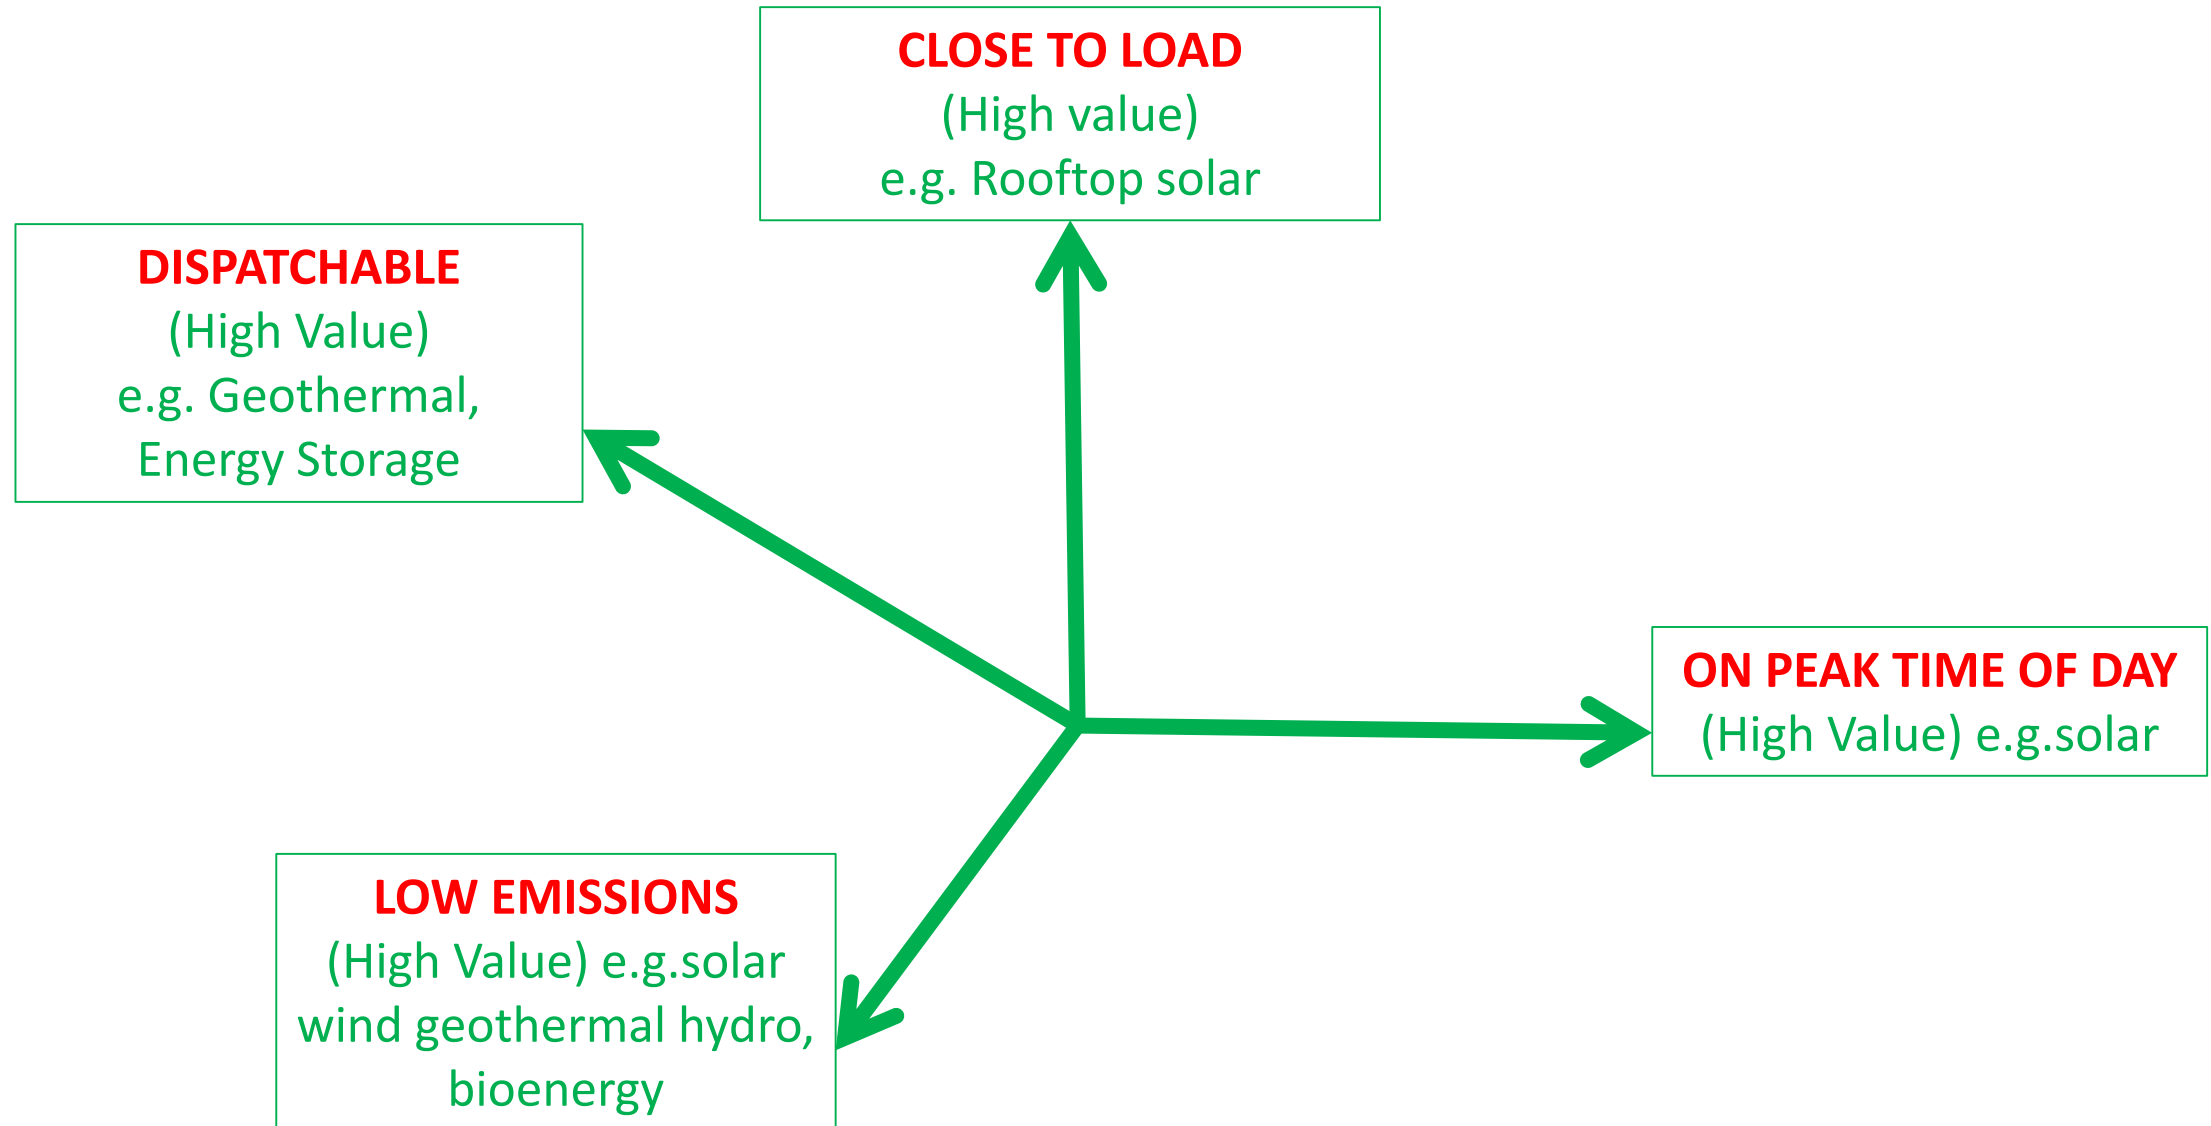 CLOSE TO LOAD
(High value)
e.g. Rooftop solar
DISPATCHABLE
(High Value)
e.g. Geothermal,
Energy Storage
ON PEAK TIME OF DAY
(High Value) e.g.solar
LOW EMISSIONS
(High Value) e.g.solar
wind geothermal hydro,
bioenergy